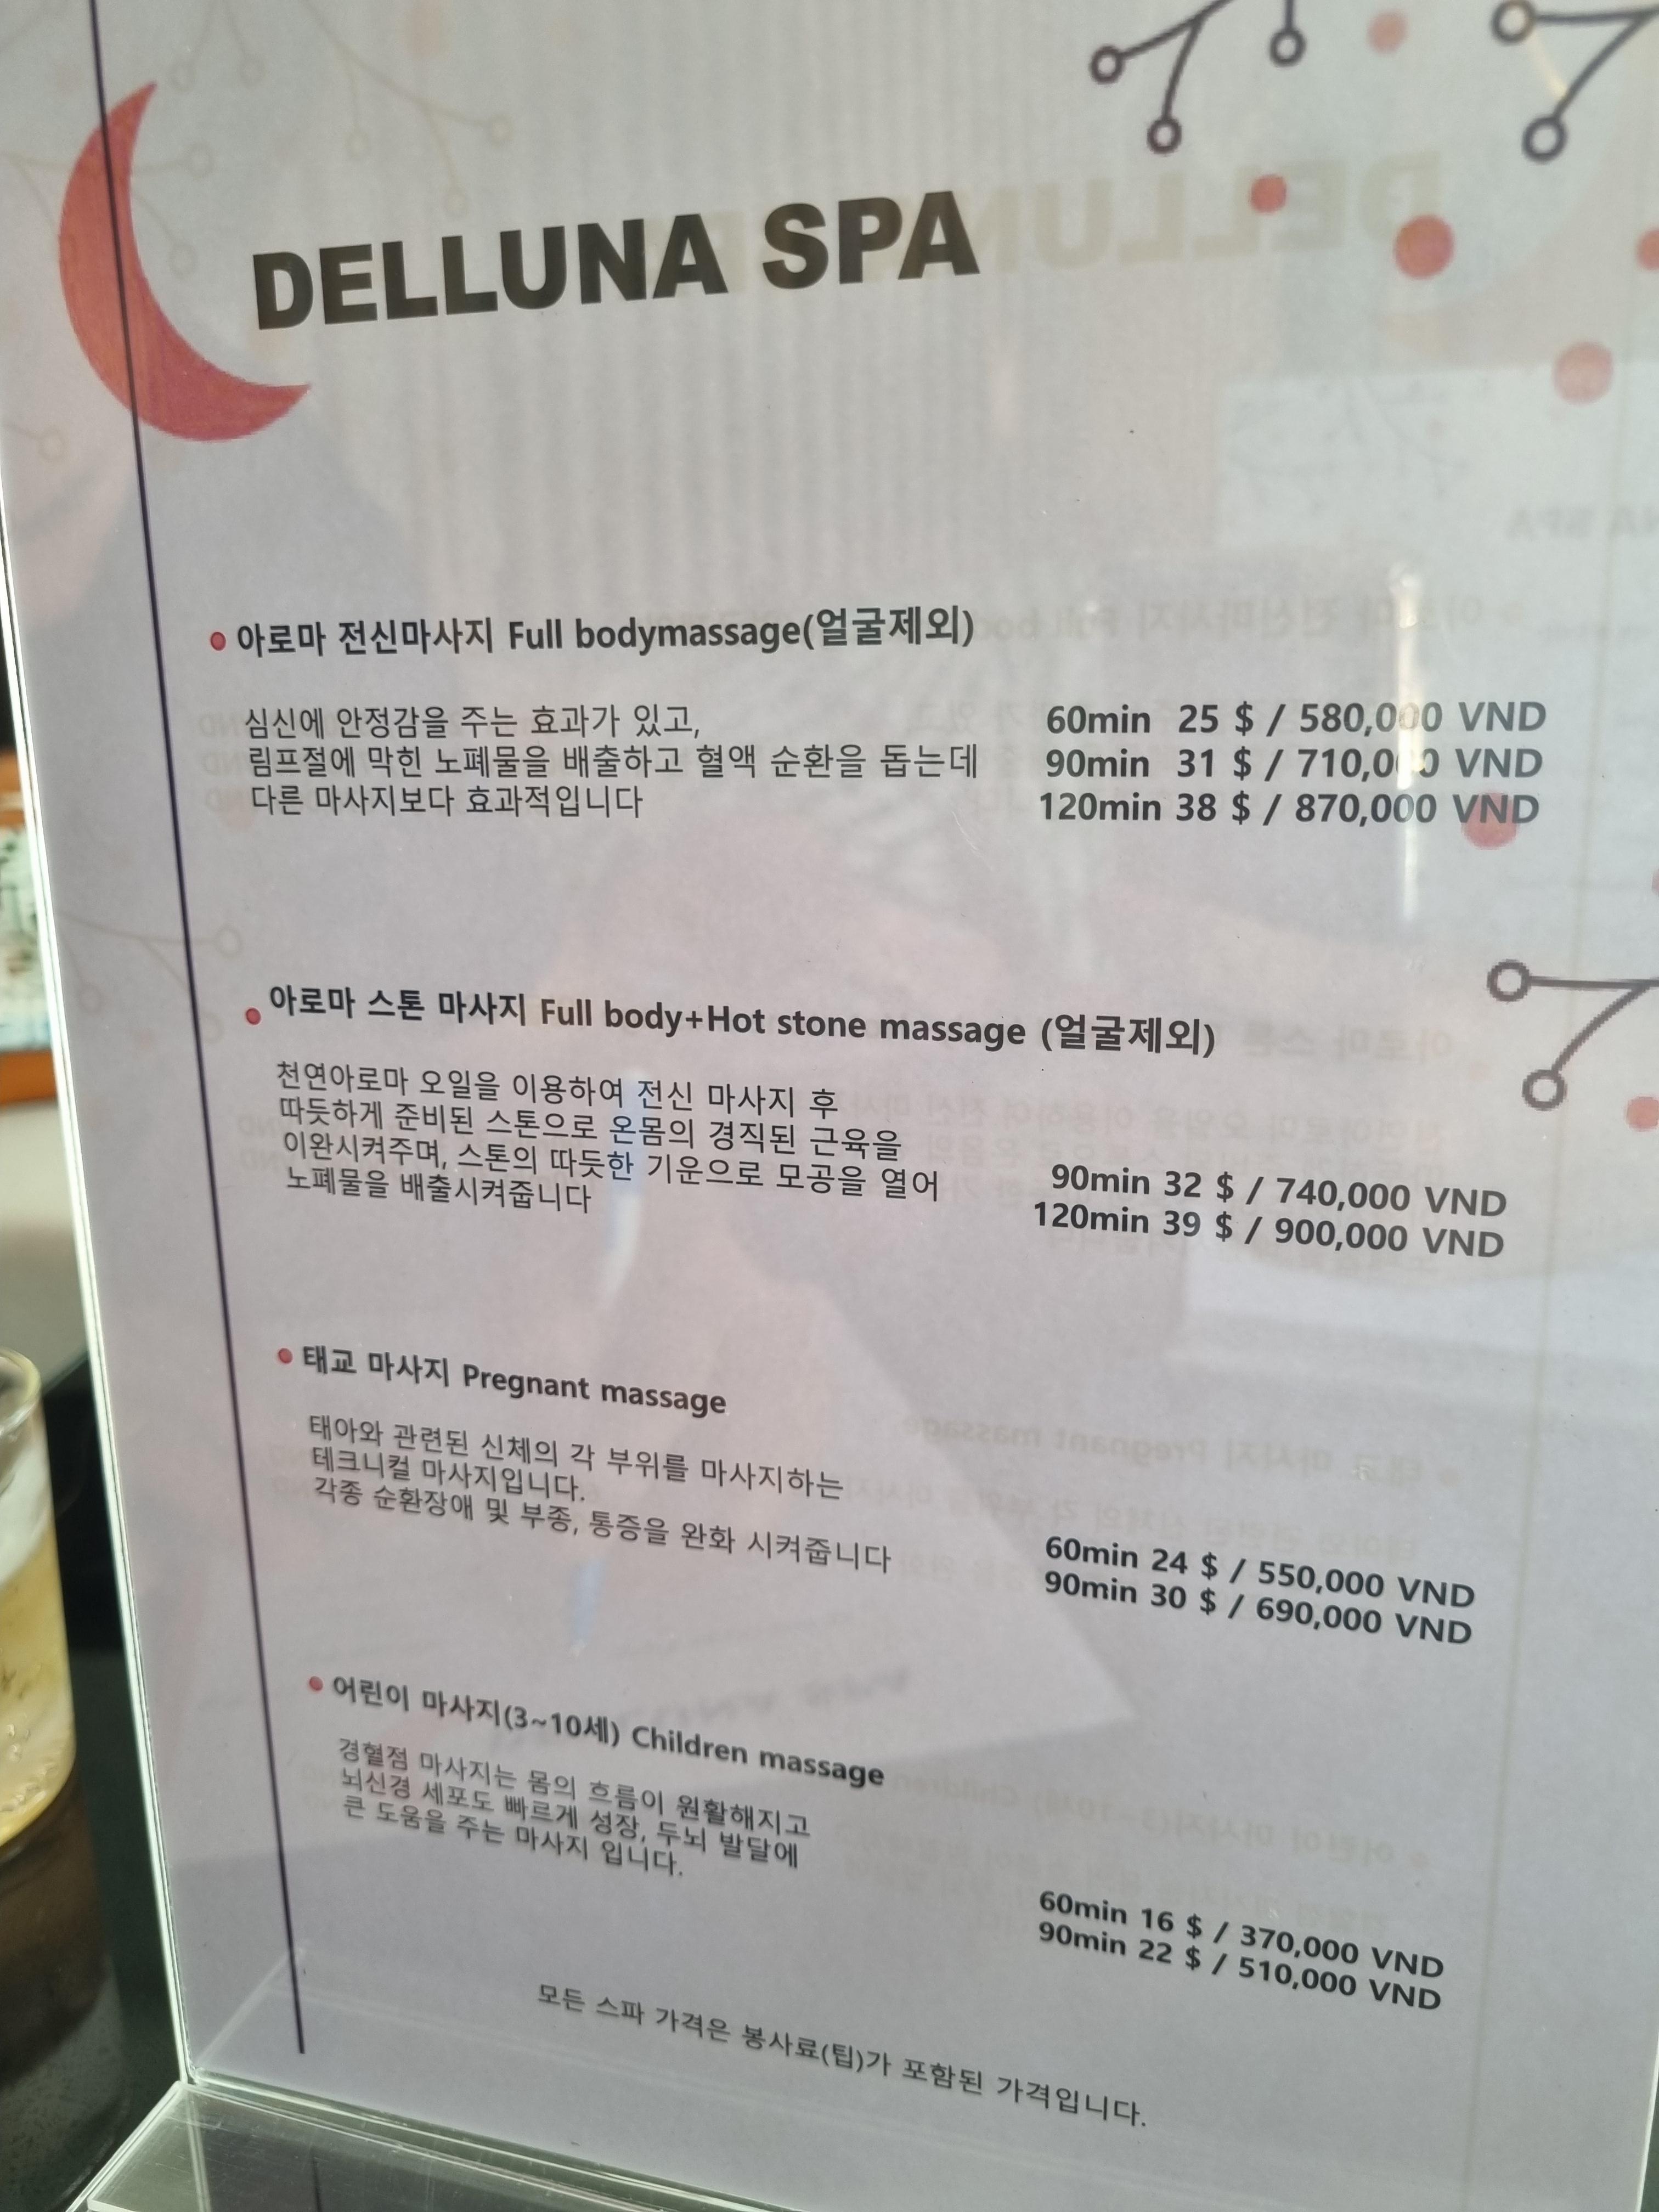 DELLUNA SPA
아로마 전신마사지 Full bodymassage(얼굴제외)
심신에 안정감을 주는 효과가 있고,
림프절에 막힌 노폐물을 배출하고 혈액 순환을 돕는데
다른 마사지보다 효과적입니다
60min 25 $ / 580,000 VND
90min 31 $ / 710,000 VND
120min 38 $ / 870,000 VND
아로마 스톤 마사지 Full body+Hot stone massage (얼굴제외)
천연아로마 오일을 이용하여 전신 마사지 후
따듯하게 준비된 스톤으로 온몸의 경직된 근육을
이완시켜주며, 스톤의 따듯한 기운으로 모공을 열어
노폐물을 배출시켜줍니다
90min 32 $ / 740,000 VND
120min 39 $ / 900,000 VND
태교 마사지 Pregnant massage
태아와 관련된 신체의 각 부위를 마사지하는
테크니컬 마사지입니다.
각종 순환장애 및 부종, 통증을 완화 시켜줍니다
60min 24 $ / 550,000 VND
90min 30 $ / 690,000 VND
어린이 마사지(3~10세) Children massage
경혈점 마사지는 몸의 흐름이 원활해지고
뇌신경 세포도 빠르게 성장, 두뇌 발달에
큰 도움을 주는 마사지 입니다.
60min 16 $ / 370,000 VND
90min 22 $ / 510,000 VND
모든 스파 가격은 봉사료(팁)가 포함된 가격입니다.